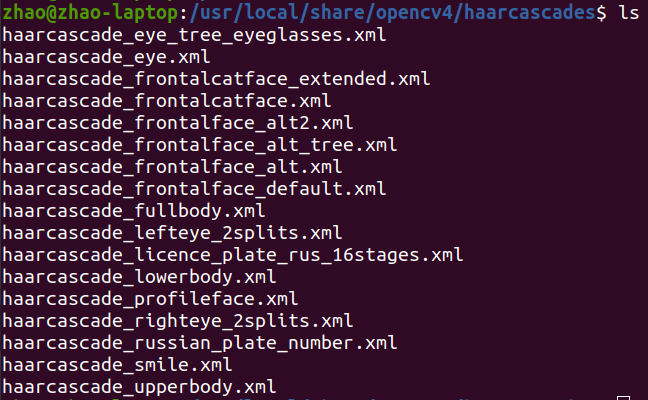 zhao@zhao-laptop:/usr/local/share/opencv4/haarcascades$ ls
haarcascade_eye_tree_eyeglasses.xml
haarcascade_eye.xml
haarcascade_frontalcatface_extended.xml
haarcascade_frontalcatface.xml
haarcascade_frontalface_alt2.xml
haarcascade_frontalface_alt_tree.xml
haarcascade_frontalface_alt.xml
haarcascade_frontalface_default.xml
haarcascade_fullbody.xml
haarcascade_lefteye_2splits.xml
haarcascade_licence_plate_rus_16stages.xml
haarcascade_lowerbody.xml
haarcascade_profileface.xml
haarcascade_righteye_2splits.xml
haarcascade_russian_plate_number.xml
haarcascade_smile.xml
haarcascade_upperbody.xml